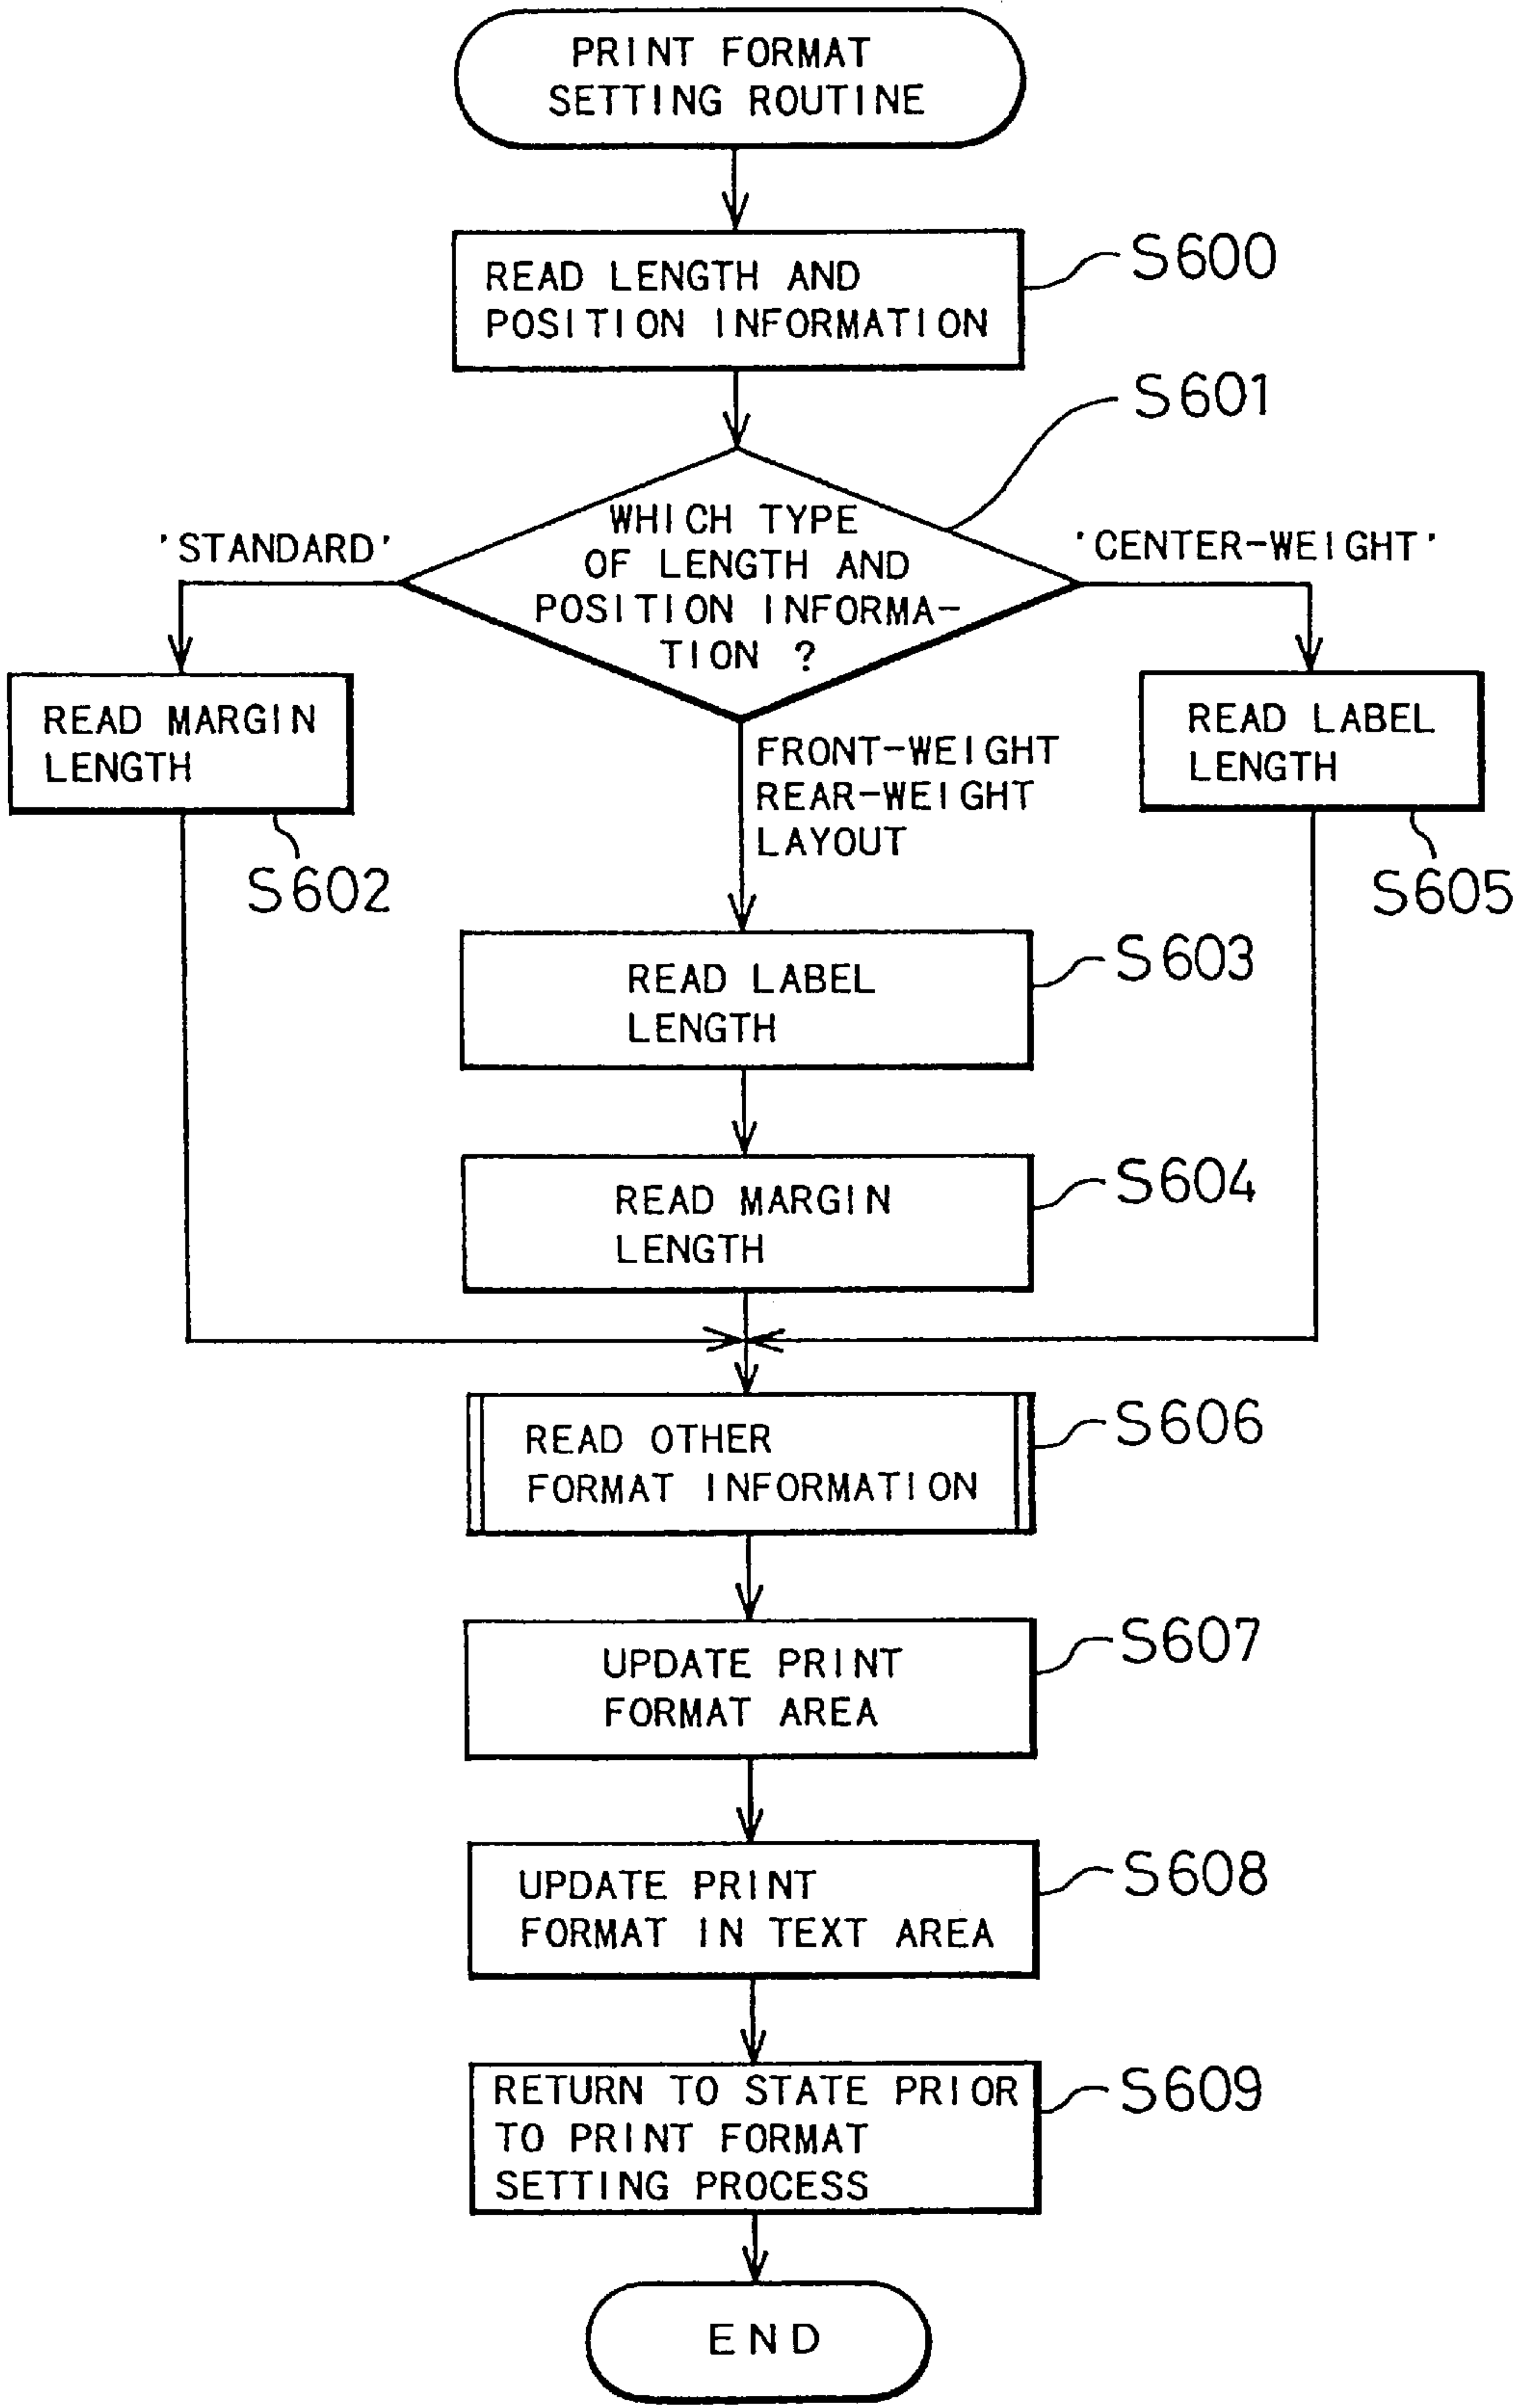 PRINT FORMAT
SETTING ROUTINE
READ LENGTH AND
POSITION INFORMATION
S600
S601
WHICH TYPE
OF LENGTH AND
POSITION INFORMA-
TION ?
'STANDARD'
'CENTER-WEIGHT'
READ MARGIN
LENGTH
S602
FRONT-WEIGHT
REAR-WEIGHT
LAYOUT
READ LABEL
LENGTH
S605
READ LABEL
LENGTH
S603
READ MARGIN
LENGTH
S604
READ OTHER
FORMAT INFORMATION
S606
UPDATE PRINT
FORMAT AREA
S607
UPDATE PRINT
FORMAT IN TEXT AREA
S608
RETURN TO STATE PRIOR
TO PRINT FORMAT
SETTING PROCESS
S609
END